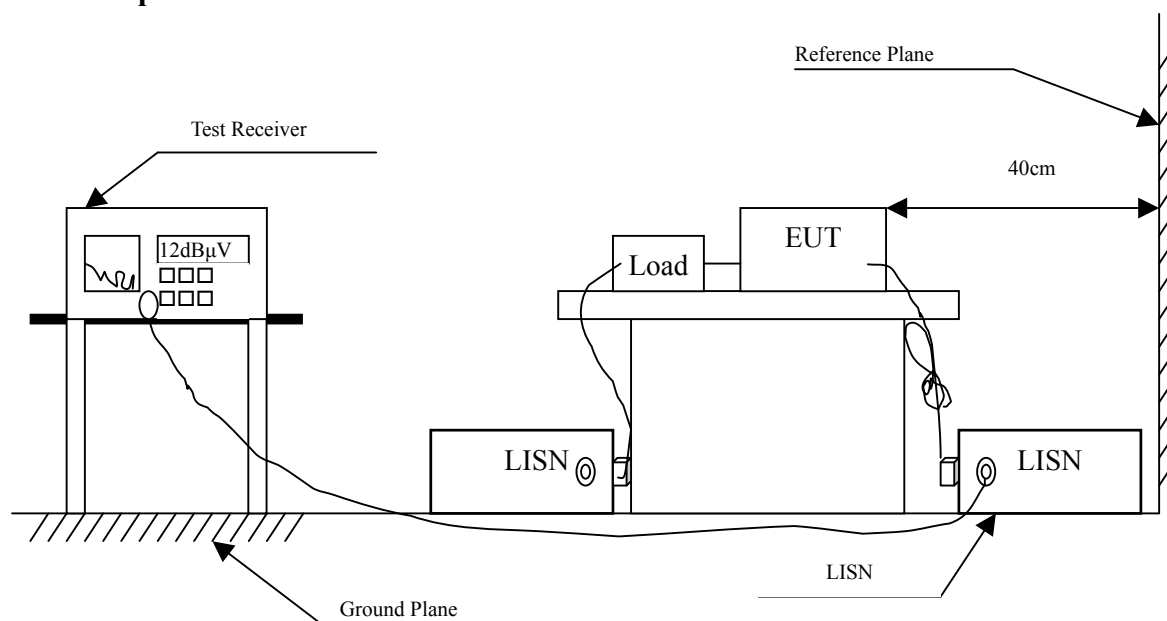 Reference Plane
Test Receiver
40cm
12dBμV
EUT
Load
LISN
LISN
LISN
Ground Plane